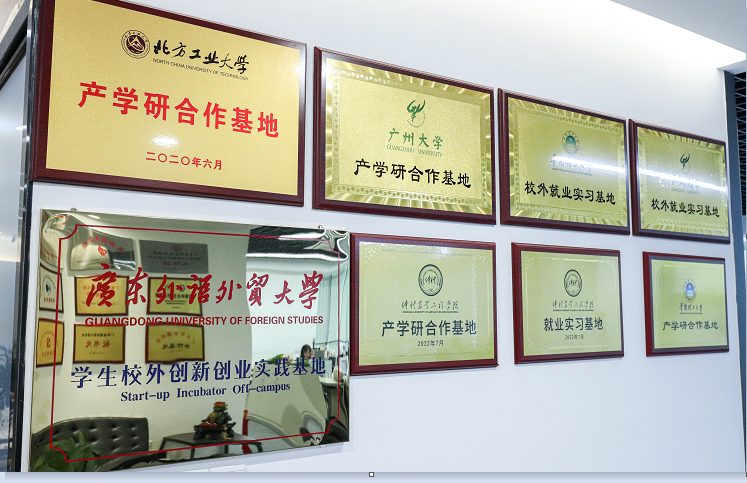 北方工业大学
NORTH CHINA UNIVERSITY OF TECHNOLOGY
产学研合作基地
二〇二〇年六月
广州大学
GUANGZHOU UNIVERSITY
产学研合作基地
校外就业实习基地
校外就业实习基地
廣东外语外贸大学
GUANGDONG UNIVERSITY OF FOREIGN STUDIES
学生校外创新创业实践基地
Start-up Incubator Off-campus
产学研合作基地
2022年7月
就业实习基地
2022年7月
产学研合作基地